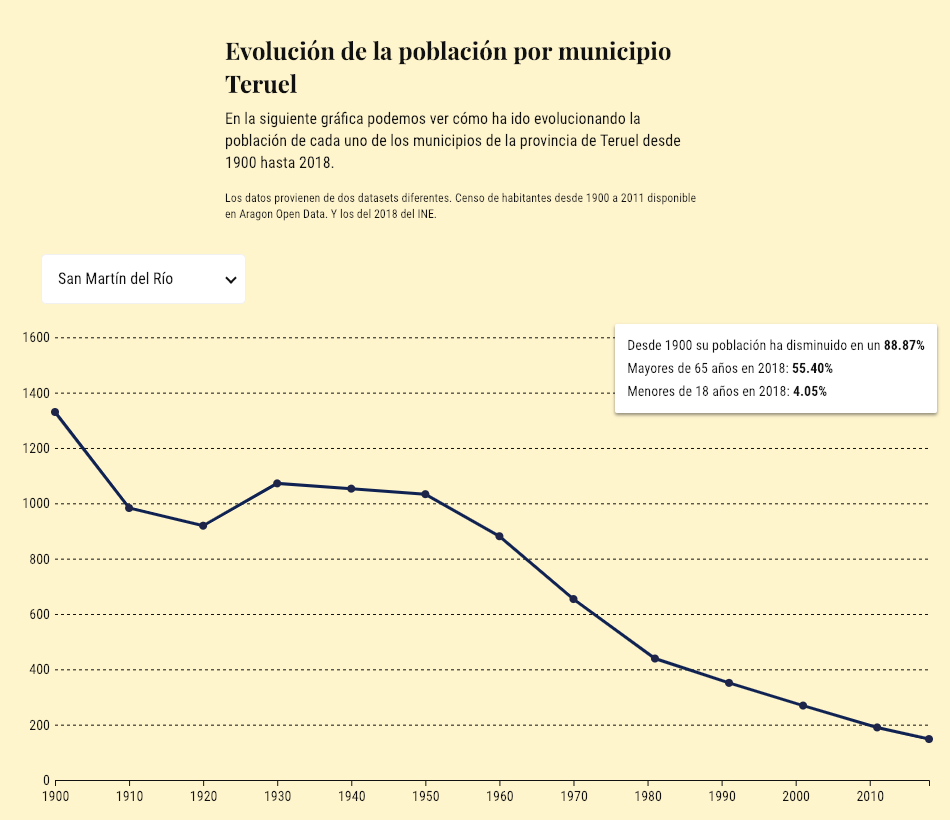 Evolución de la población por municipio
Teruel
En la siguiente gráfica podemos ver cómo ha ido evolucionando la
población de cada uno de los municipios de la provincia de Teruel desde
1900 hasta 2018.
Los datos provienen de dos datasets diferentes. Censo de habitantes desde 1900 a 2011 disponible
en Aragon Open Data. Y los del 2018 del INE.
San Martín del Río
Desde 1900 su población ha disminuido en un 88.87%
Mayores de 65 años en 2018: 55.40%
Menores de 18 años en 2018: 4.05%
1600
1400
1200
1000
800
600
400
200
0
1900 1910 1920 1930 1940 1950 1960 1970 1980 1990 2000 2010